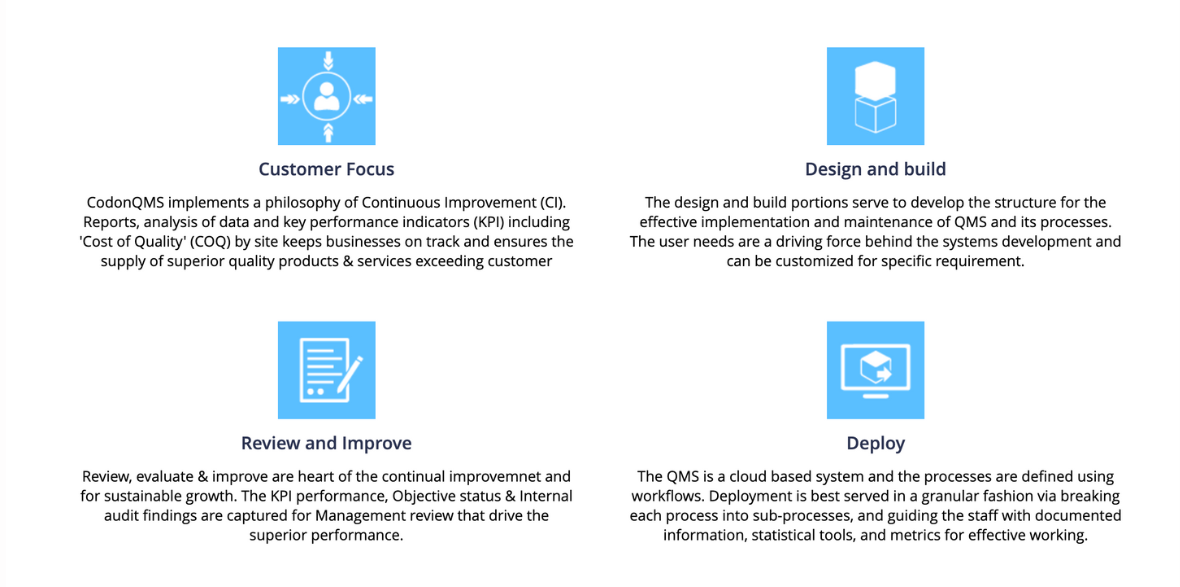 Customer Focus
CodonQMS implements a philosophy of Continuous Improvement (CI).
Reports, analysis of data and key performance indicators (KPI) including
'Cost of Quality' (COQ) by site keeps businesses on track and ensures the
supply of superior quality products & services exceeding customer
Design and build
The design and build portions serve to develop the structure for the
effective implementation and maintenance of QMS and its processes.
The user needs are a driving force behind the systems development and
can be customized for specific requirement.
Review and Improve
Review, evaluate & improve are heart of the continual improvemnet and
for sustainable growth. The KPI performance, Objective status & Internal
audit findings are captured for Management review that drive the
superior performance.
Deploy
The QMS is a cloud based system and the processes are defined using
workflows. Deployment is best served in a granular fashion via breaking
each process into sub-processes, and guiding the staff with documented
information, statistical tools, and metrics for effective working.